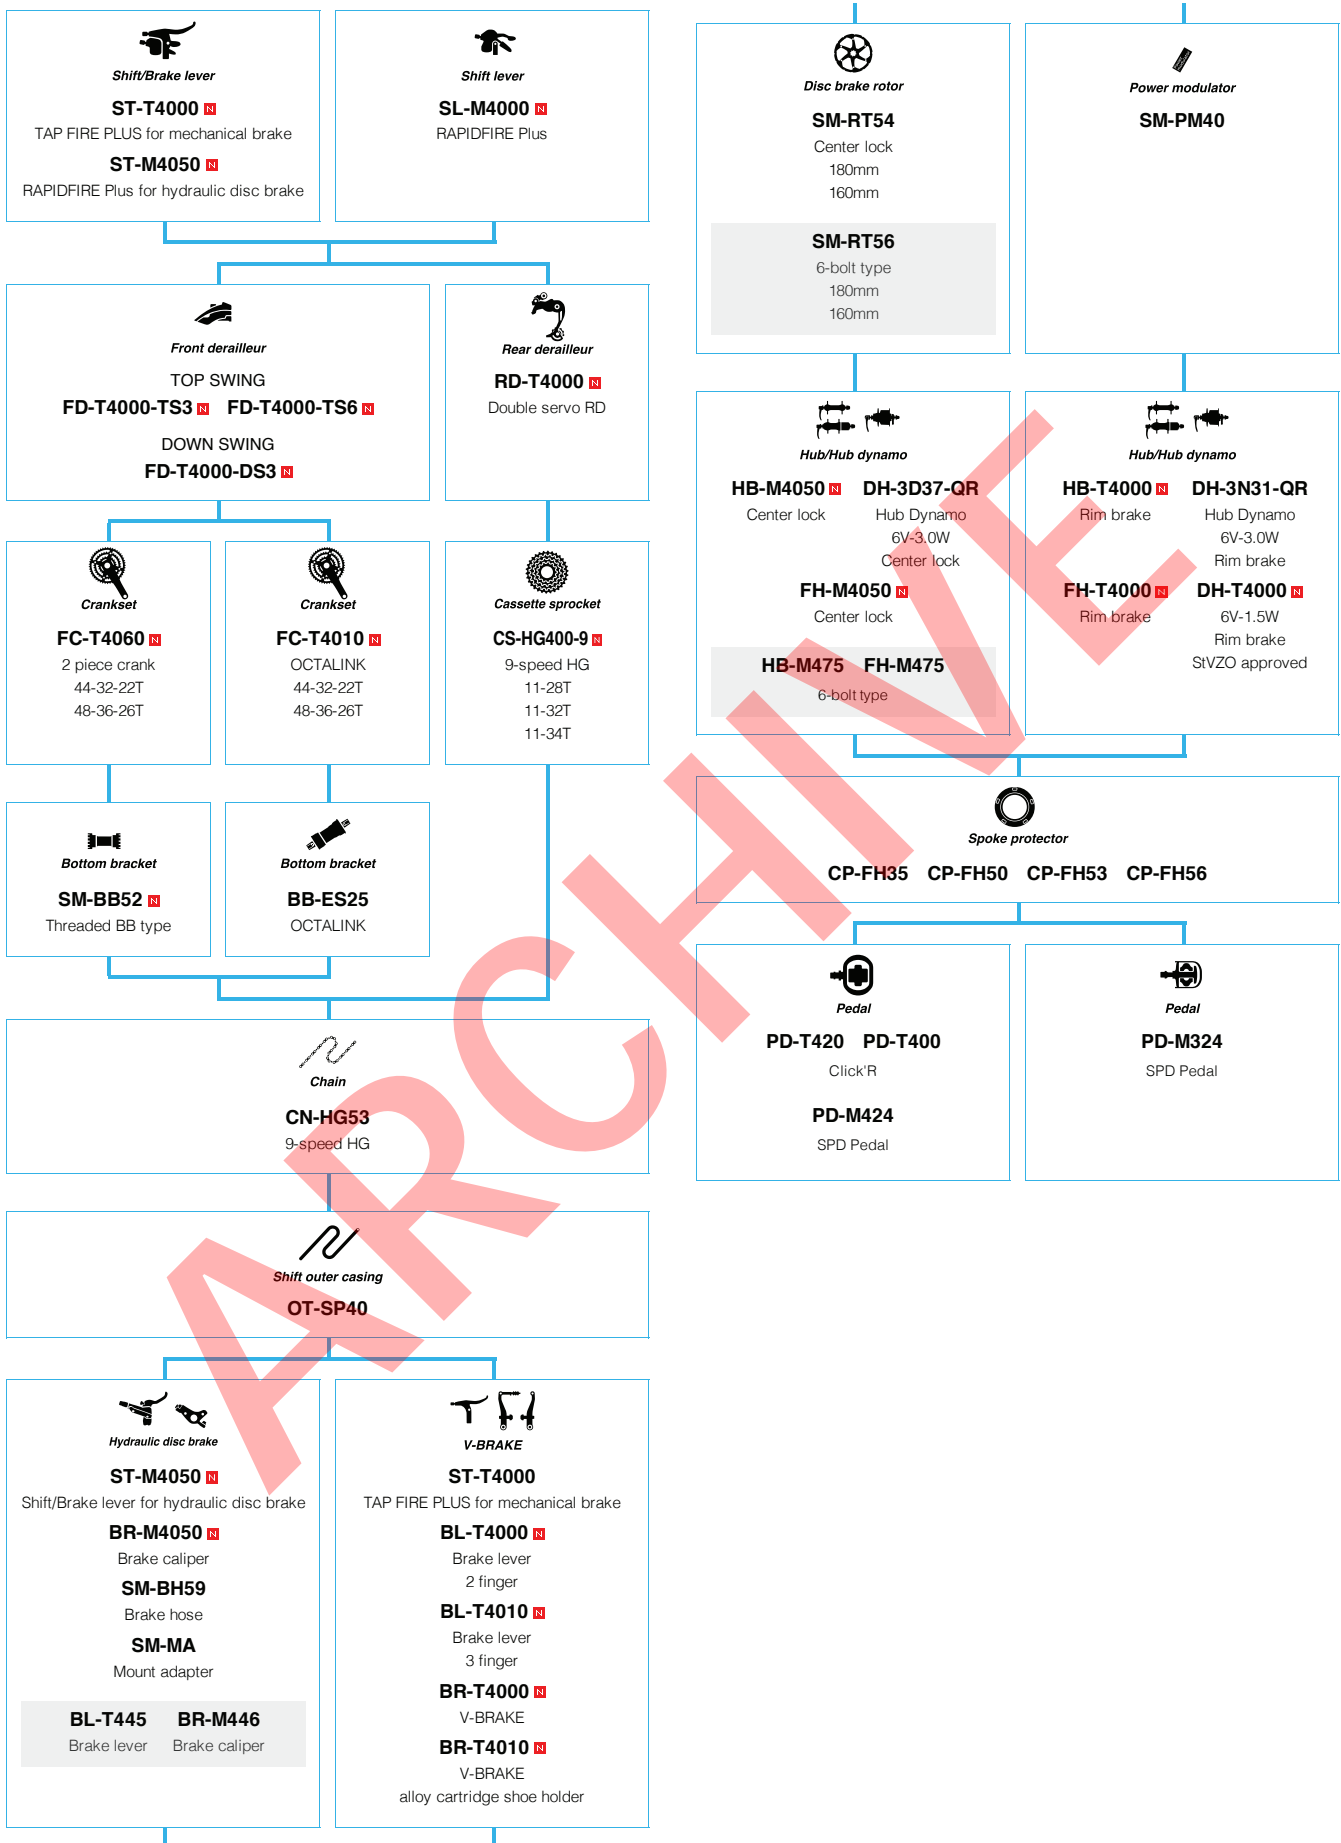 Shift/Brake lever
ST-T4000 N
TAP FIRE PLUS for mechanical brake
ST-M4050 N
RAPIDFIRE Plus for hydraulic disc brake
Shift lever
SL-M4000 N
RAPIDFIRE Plus
Front derailleur
TOP SWING
FD-T4000-TS3 N FD-T4000-TS6 N
DOWN SWING
FD-T4000-DS3 N
Rear derailleur
RD-T4000 N
Double servo RD
Crankset
FC-T4060 N
2 piece crank
44-32-22T
48-36-26T
Crankset
FC-T4010 N
OCTALINK
44-32-22T
48-36-26T
Cassette sprocket
CS-HG400-9 N
9-speed HG
11-28T
11-32T
11-34T
Bottom bracket
SM-BB52 N
Threaded BB type
Bottom bracket
BB-ES25
OCTALINK
Chain
CN-HG53
9-speed HG
Shift outer casing
OT-SP40
Hydraulic disc brake
ST-M4050 N
Shift/Brake lever for hydraulic disc brake
BR-M4050 N
Brake caliper
SM-BH59
Brake hose
SM-MA
Mount adapter
BL-T445 BR-M446
Brake lever Brake caliper
V-BRAKE
ST-T4000
TAP FIRE PLUS for mechanical brake
BL-T4000 N
Brake lever
2 finger
BL-T4010 N
Brake lever
3 finger
BR-T4000 N
V-BRAKE
BR-T4010 N
V-BRAKE
alloy cartridge shoe holder
Disc brake rotor
SM-RT54
Center lock
180mm
160mm
SM-RT56
6-bolt type
180mm
160mm
Power modulator
SM-PM40
Hub/Hub dynamo
HB-M4050 N DH-3D37-QR
Center lock Hub Dynamo
6V-3.0W
Center lock
FH-M4050 N
Center lock
HB-M475 FH-M475
6-bolt type
Hub/Hub dynamo
HB-T4000 N DH-3N31-QR
Rim brake Hub Dynamo
6V-3.0W
Rim brake
FH-T4000 N DH-T4000 N
Rim brake 6V-1.5W
Rim brake
StVZO approved
Spoke protector
CP-FH35 CP-FH50 CP-FH53 CP-FH56
Pedal
PD-T420 PD-T400
Click'R
PD-M424
SPD Pedal
Pedal
PD-M324
SPD Pedal
ARCHIVE